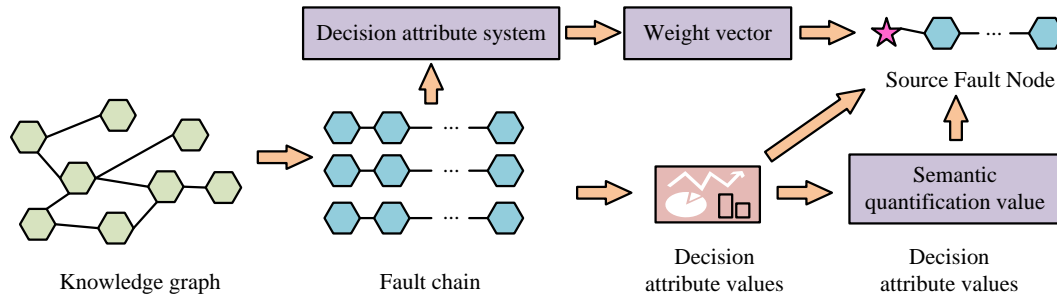 Decision attribute system
Weight vector
...
Source Fault Node
...
...
...
Semantic
quantification value
Knowledge graph
Fault chain
Decision
attribute values
Decision
attribute values